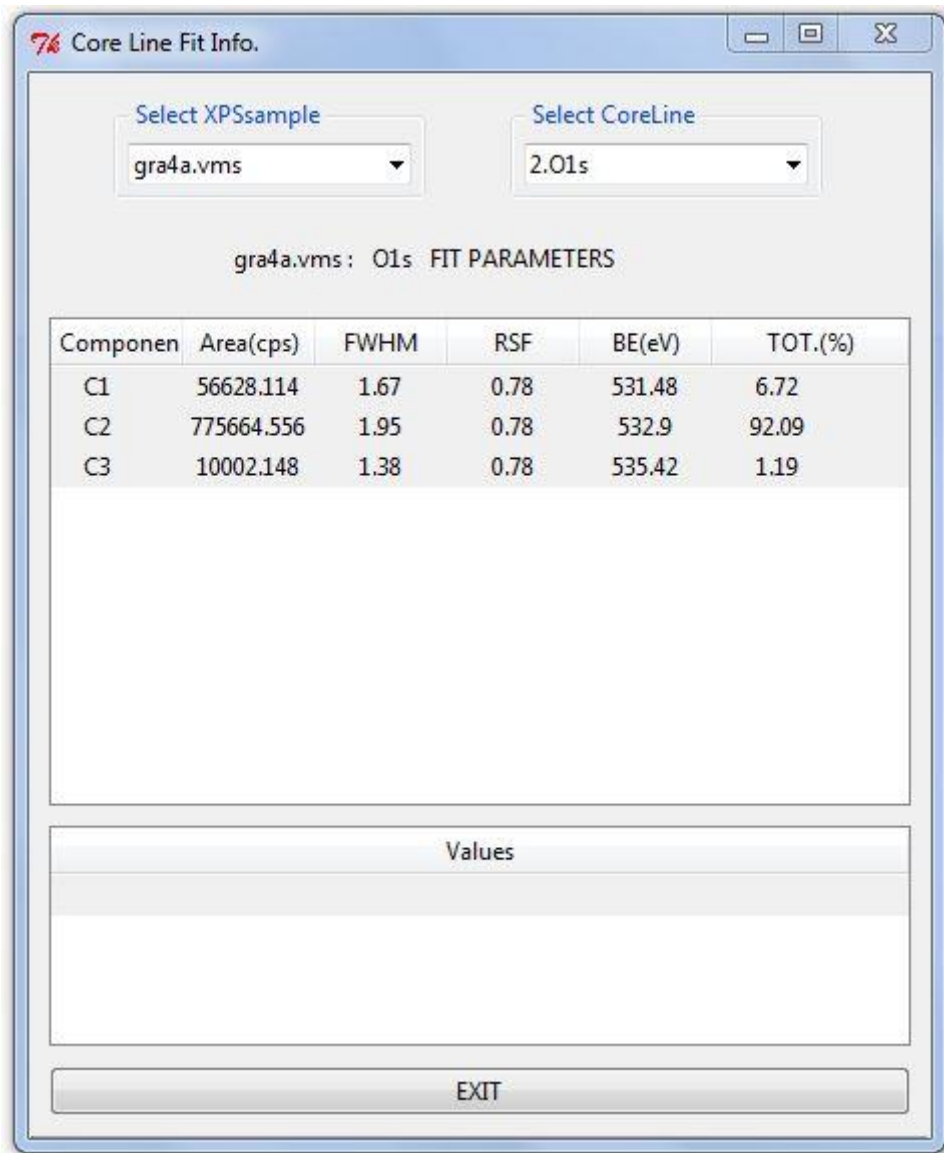 Core Line Fit Info.
Select XPSsample Select CoreLine
gra4a.vms 2.O1s
gra4a.vms : O1s FIT PARAMETERS
Componen Area(cps) FWHM RSF BE(eV) TOT.(%)
C1 56628.114 1.67 0.78 531.48 6.72
C2 775664.556 1.95 0.78 532.9 92.09
C3 10002.148 1.38 0.78 535.42 1.19
Values
EXIT